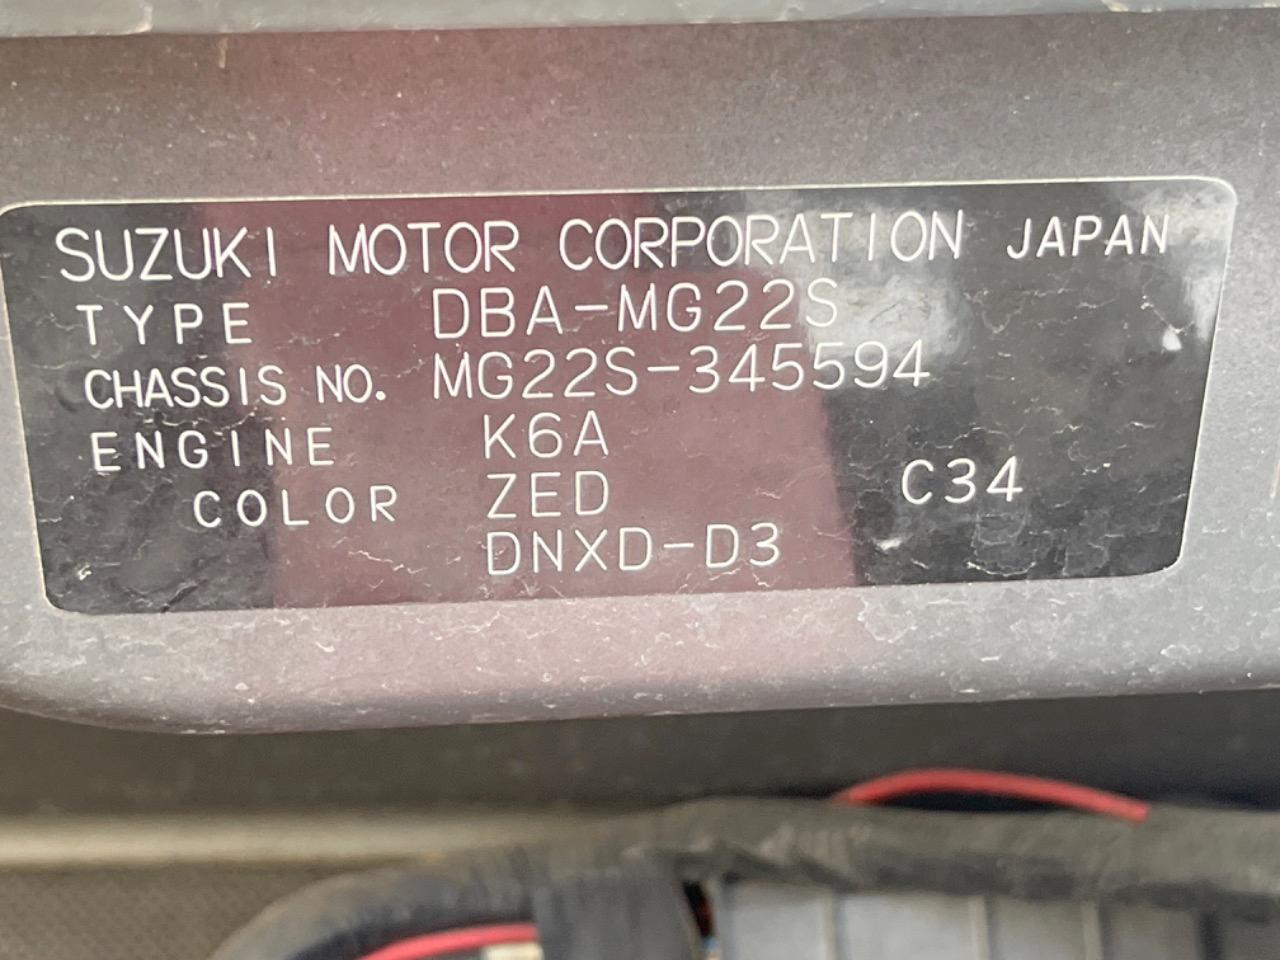 SUZUKI MOTOR CORPORATION JAPAN
TYPE DBA-MG22S
CHASSIS NO. MG22S-345594
ENGINE K6A
COLOR ZED C34
DNXD-D3